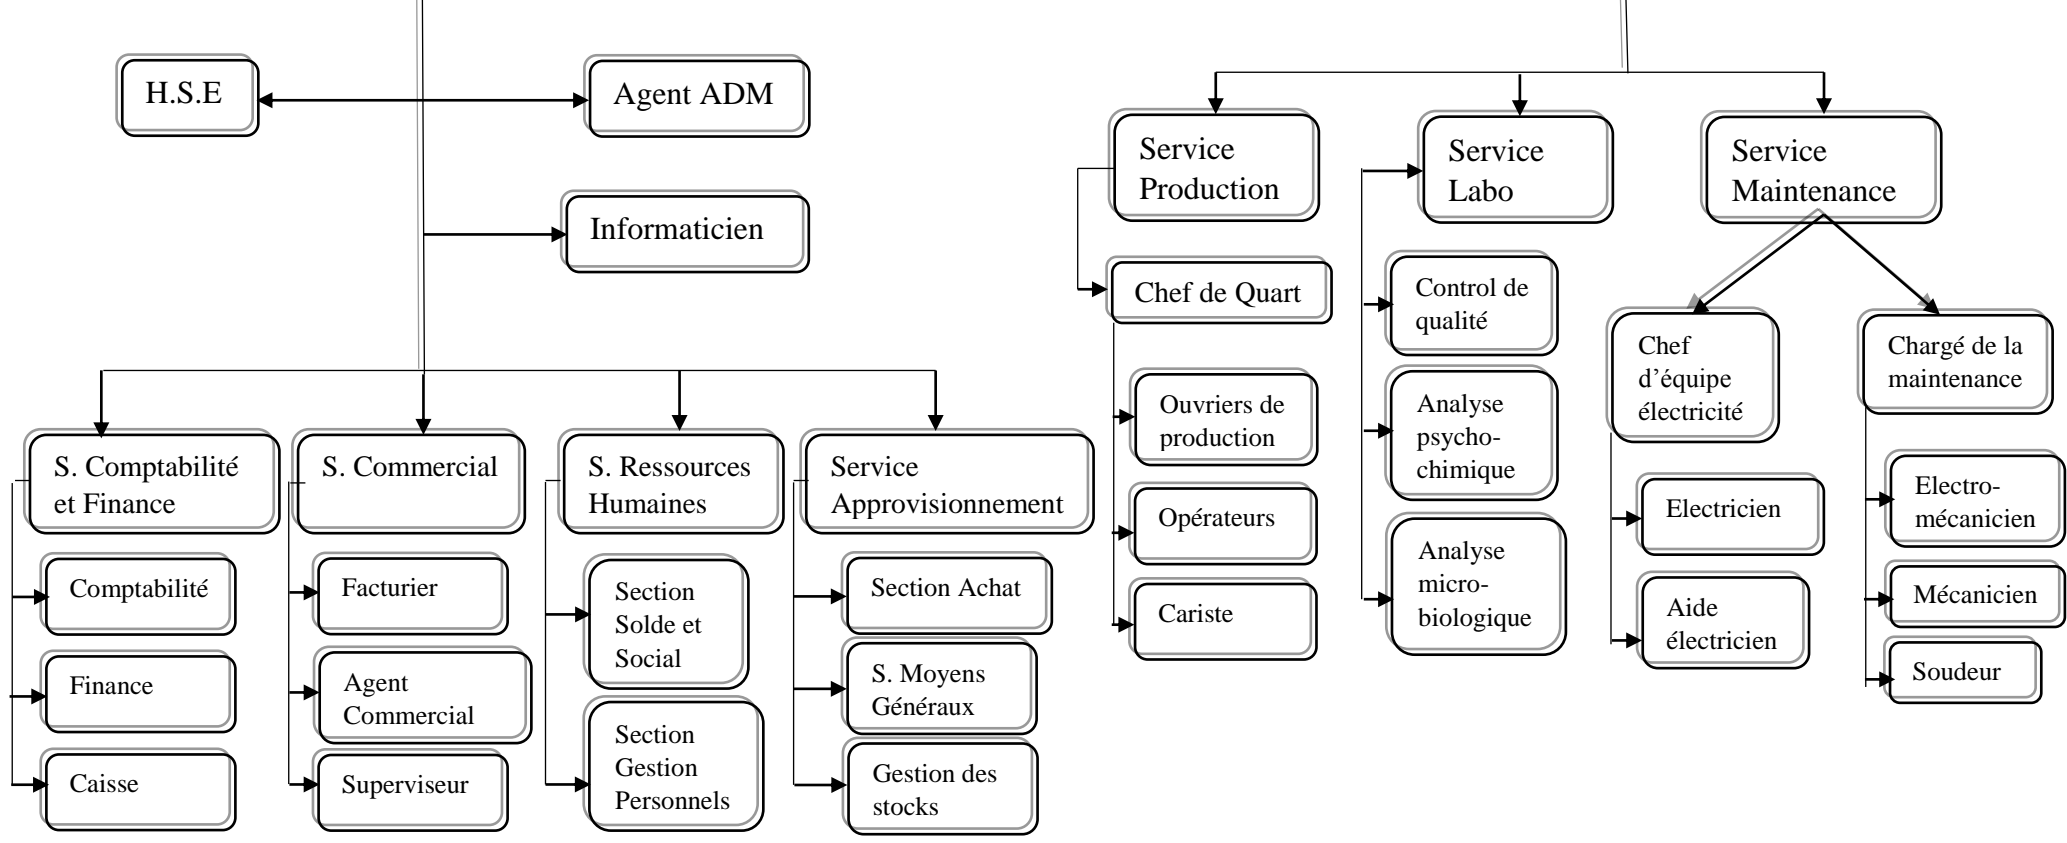 H.S.E
Agent ADM
Informaticien
S. Comptabilité
et Finance
Comptabilité
Finance
Caisse
S. Commercial
Facturier
Agent
Commercial
Superviseur
S. Ressources
Humaines
Section
Solde et
Social
Section
Gestion
Personnels
Service
Approvisionnement
Section Achat
S. Moyens
Généraux
Gestion des
stocks
Service
Production
Chef de Quart
Ouvriers de
production
Opérateurs
Cariste
Service
Labo
Control de
qualité
Analyse
psycho-
chimique
Analyse
micro-
biologique
Service
Maintenance
Chef
d’équipe
électricité
Electricien
Aide
électricien
Chargé de la
maintenance
Electro-
mécanicien
Mécanicien
Soudeur